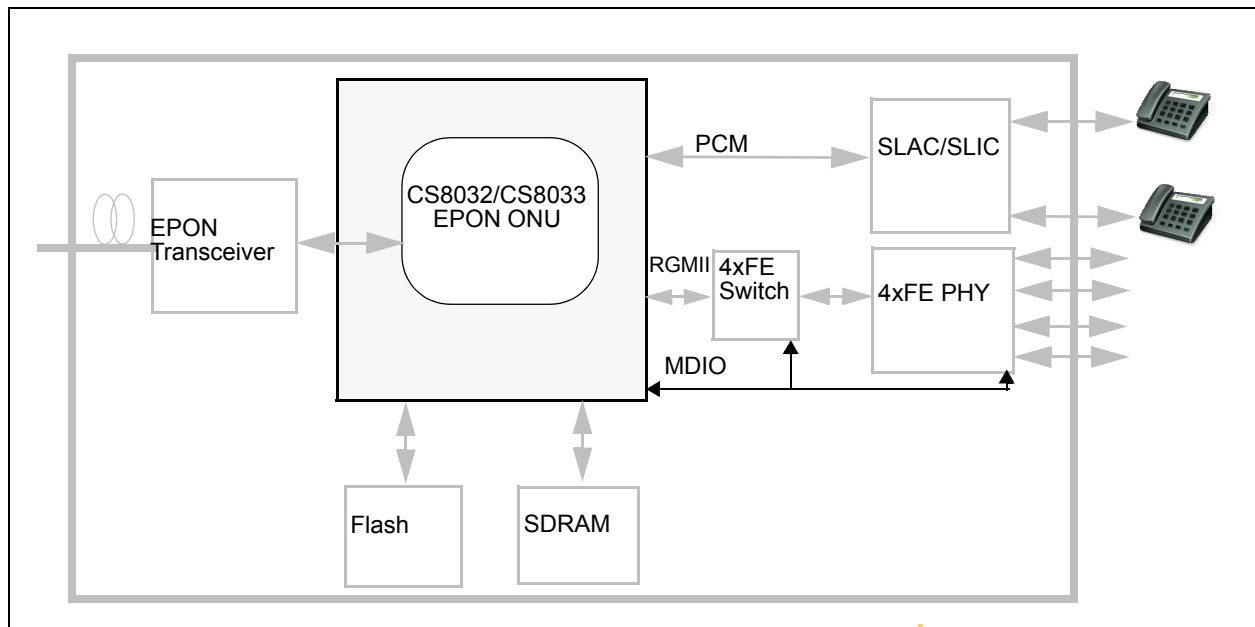 CS8032/CS8033
EPON ONU
EPON
Transceiver
PCM
SLAC/SLIC
RGMII
4xFE
Switch
4xFE PHY
MDIO
Flash
SDRAM